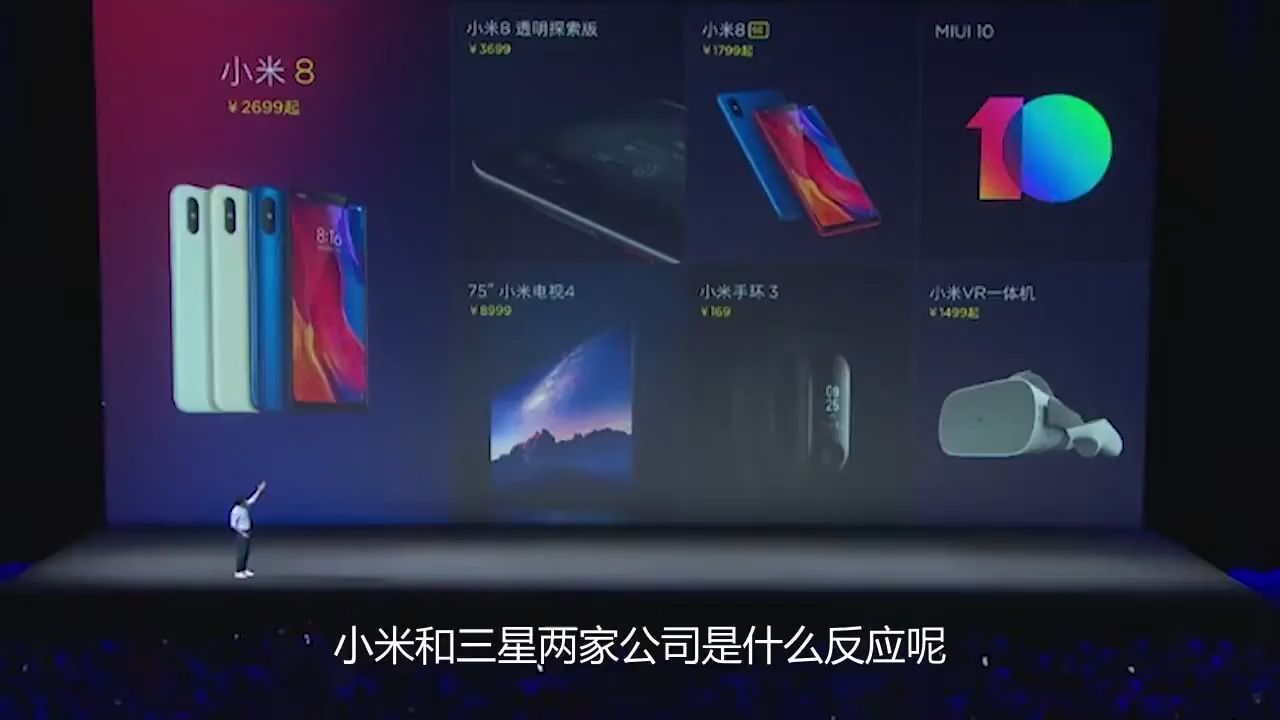 小米 8
￥2699起
8:16
小米8 透明探索版
￥3699
小米8 SE
￥1799起
MIUI 10
10
75" 小米电视4
￥8999
小米手环 3
￥169
09
25
小米VR一体机
￥1499起
小米和三星两家公司是什么反应呢